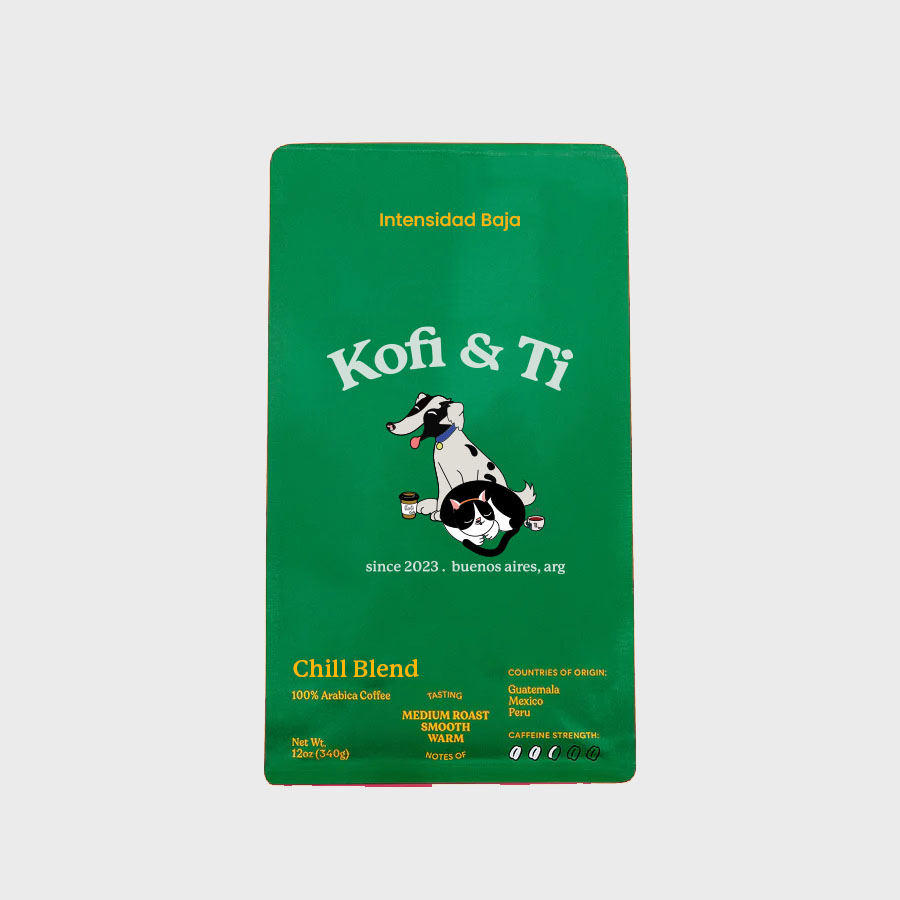 Intensidad Baja
Kofi & Ti
since 2023 . buenos aires, arg
Chill Blend
100% Arabica Coffee
Net Wt,
12oz (340g)
TASTING
MEDIUM ROAST
SMOOTH
WARM
NOTES OF
COUNTRIES OF ORIGIN:
Guatemala
Mexico
Peru
CAFFEINE STRENGTH: